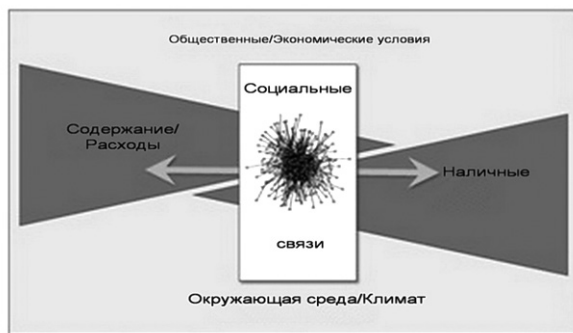 Общественные/Экономические условия
Социальные
Содержание/
Расходы
Наличные
связи
Окружающая среда/Климат